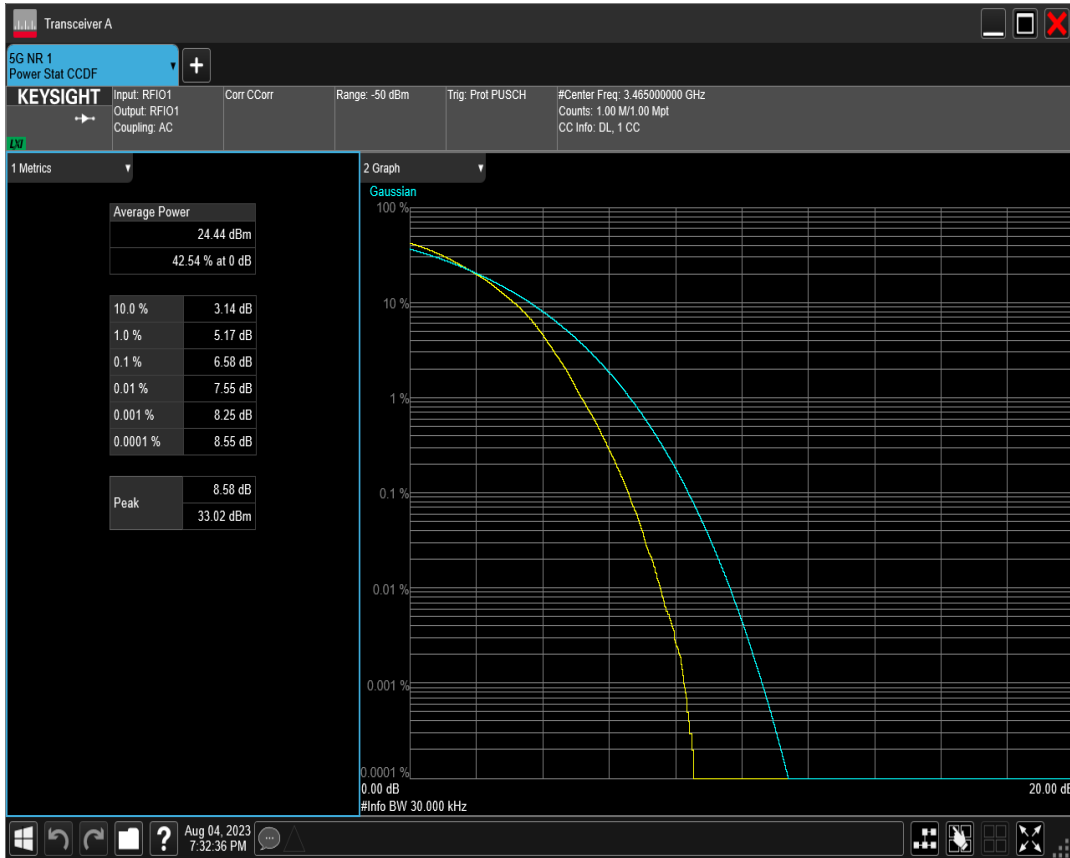 Transceiver A
5G NR 1
Power Stat CCDF
+
KEYSIGHT
LXI
Input: RFIO1
Output: RFIO1
Coupling: AC
Corr CCorr
Range: -50 dBm
Trig: Prot PUSCH
#Center Freq: 3.465000000 GHz
Counts: 1.00 M/1.00 Mpt
CC Info: DL, 1 CC
1 Metrics
Average Power
24.44 dBm
42.54 % at 0 dB
10.0 % 3.14 dB
1.0 % 5.17 dB
0.1 % 6.58 dB
0.01 % 7.55 dB
0.001 % 8.25 dB
0.0001 % 8.55 dB
Peak 8.58 dB
33.02 dBm
2 Graph
Gaussian
100 %
10 %
1 %
0.1 %
0.01 %
0.001 %
0.0001 %
0.00 dB 20.00 dB
#Info BW 30.000 kHz
?
Aug 04, 2023
7:32:36 PM